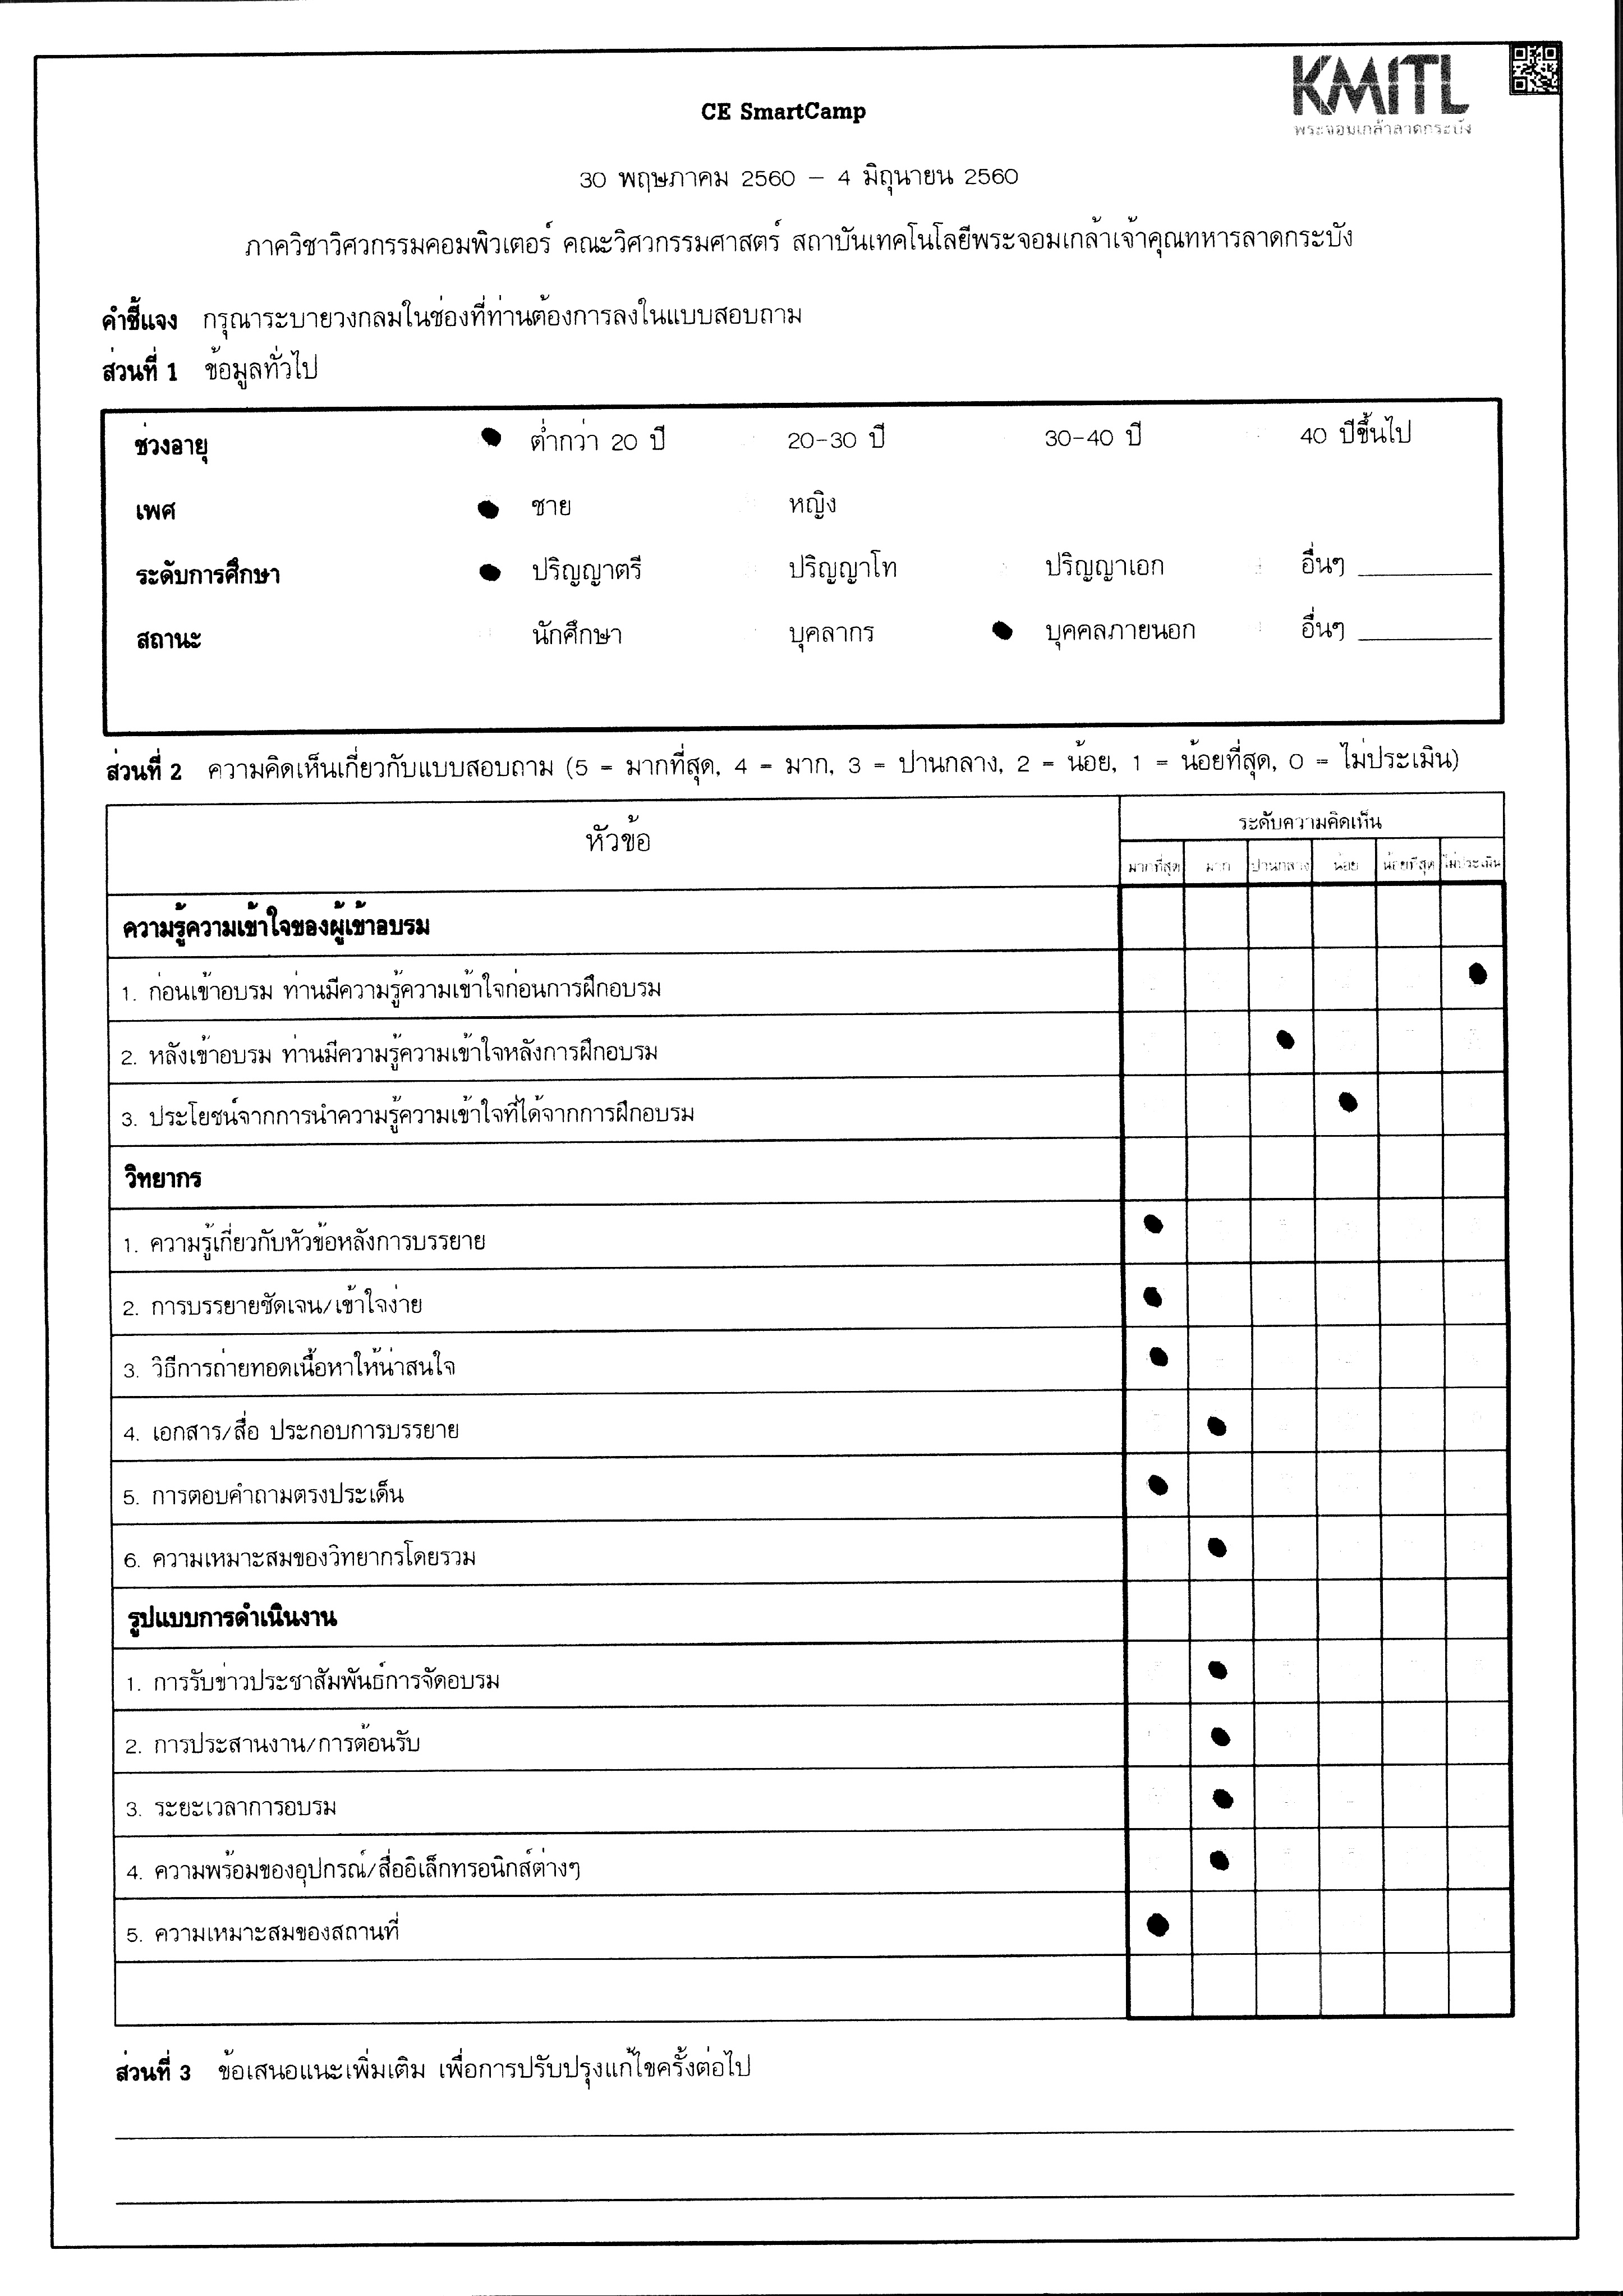 KMITL
พระจอมเกล้าลาดกระบัง
CE SmartCamp
30 พฤษภาคม 2560 - 4 มิถุนายน 2560
ภาควิชาวิศวกรรมคอมพิวเตอร์ คณะวิศวกรรมศาสตร์ สถาบันเทคโนโลยีพระจอมเกล้าเจ้าคุณทหารลาดกระบัง
คำชี้แจง กรุณาระบายวงกลมในช่องที่ท่านต้องการลงในแบบสอบถาม
ส่วนที่ 1 ข้อมูลทั่วไป
ช่วงอายุ ต่ำกว่า 20 ปี 20-30 ปี 30-40 ปี 40 ปีขึ้นไป
เพศ ชาย หญิง
ระดับการศึกษา ปริญญาตรี ปริญญาโท ปริญญาเอก อื่นๆ
สถานะ นักศึกษา บุคลากร บุคคลภายนอก อื่นๆ
ส่วนที่ 2 ความคิดเห็นเกี่ยวกับแบบสอบถาม (5 = มากที่สุด, 4 = มาก, 3 = ปานกลาง, 2 = น้อย, 1 = น้อยที่สุด, 0 = ไม่ประเมิน)
หัวข้อ ระดับความคิดเห็น
มากที่สุด มาก ปานกลาง น้อย น้อยที่สุด ไม่ประเมิน
ความรู้ความเข้าใจของผู้เข้าอบรม
1. ก่อนเข้าอบรม ท่านมีความรู้ความเข้าใจก่อนการฝึกอบรม
2. หลังเข้าอบรม ท่านมีความรู้ความเข้าใจหลังการฝึกอบรม
3. ประโยชน์จากการนำความรู้ความเข้าใจที่ได้จากการฝึกอบรม
วิทยากร
1. ความรู้เกี่ยวกับหัวข้อหลังการบรรยาย
2. การบรรยายชัดเจน/เข้าใจง่าย
3. วิธีการถ่ายทอดเนื้อหาให้น่าสนใจ
4. เอกสาร/สื่อ ประกอบการบรรยาย
5. การตอบคำถามตรงประเด็น
6. ความเหมาะสมของวิทยากรโดยรวม
รูปแบบการดำเนินงาน
1. การรับข่าวประชาสัมพันธ์การจัดอบรม
2. การประสานงาน/การต้อนรับ
3. ระยะเวลาการอบรม
4. ความพร้อมของอุปกรณ์/สื่ออิเล็กทรอนิกส์ต่างๆ
5. ความเหมาะสมของสถานที่
ส่วนที่ 3 ข้อเสนอแนะเพิ่มเติม เพื่อการปรับปรุงแก้ไขครั้งต่อไป